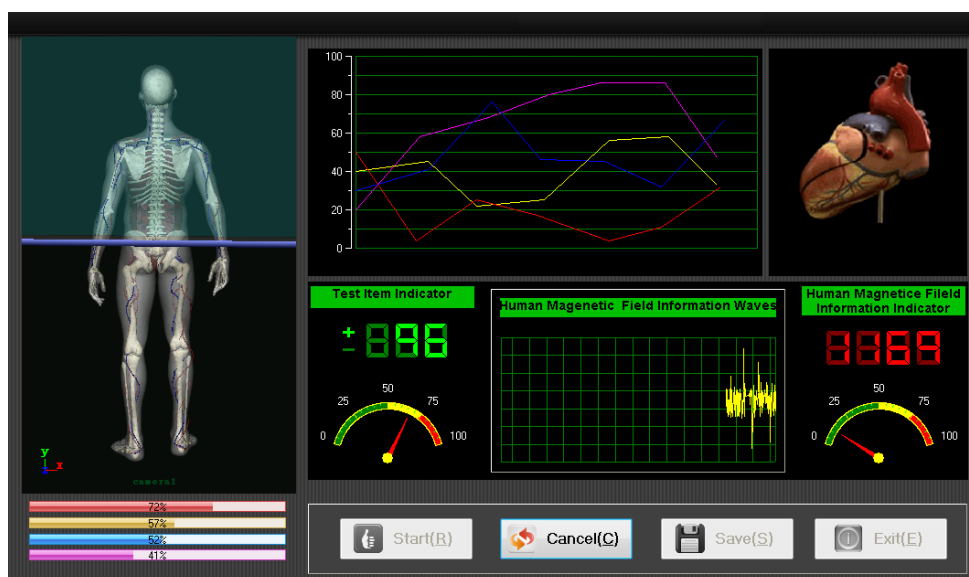 100
80
60
40
20
0
y
x
camera1
72%
57%
52%
41%
Test Item Indicator
+
-
96
0
25
50
75
100
Human Magenetic Field Information Waves
Human Magnetice Fileld
Information Indicator
1169
0
25
50
75
100
Start(R)
Cancel(C)
Save(S)
Exit(E)